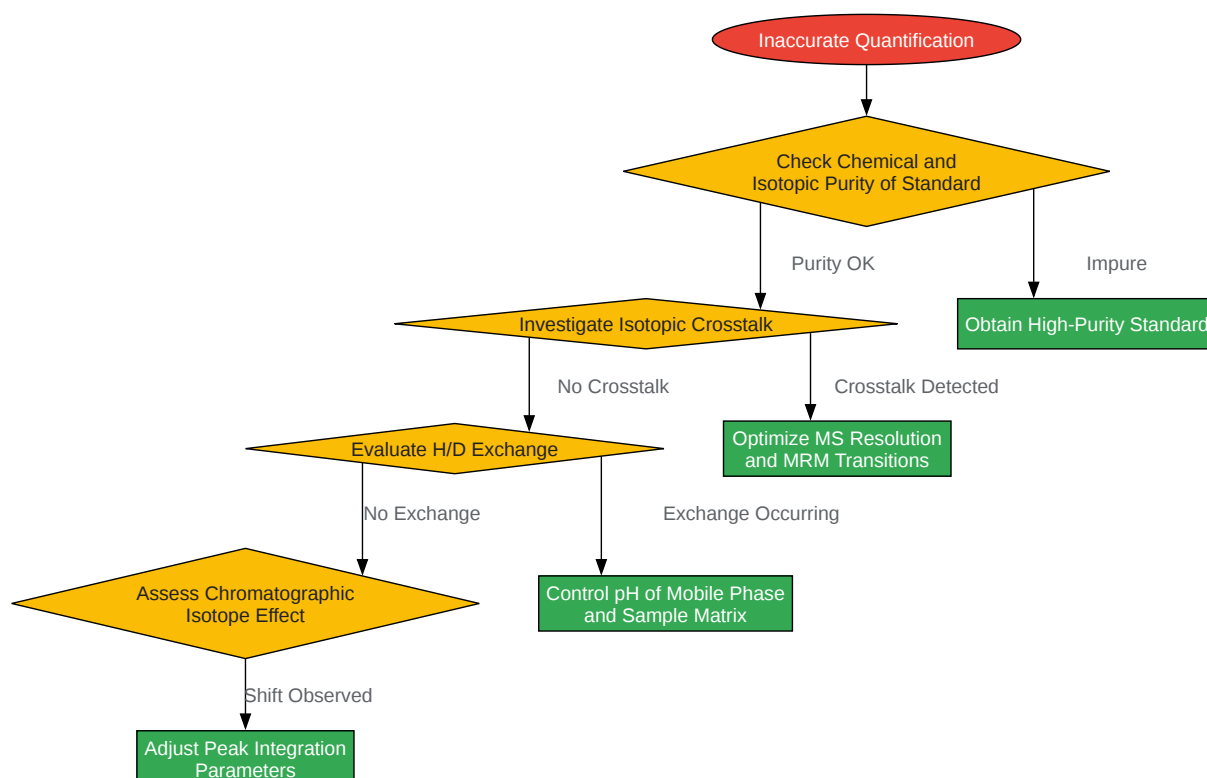 Inaccurate Quantification
Check Chemical and
Isotopic Purity of Standard
Purity OK
Impure
Investigate Isotopic Crosstalk
Obtain High-Purity Standard
No Crosstalk
Crosstalk Detected
Evaluate H/D Exchange
Optimize MS Resolution
and MRM Transitions
No Exchange
Exchange Occurring
Assess Chromatographic
Isotope Effect
Control pH of Mobile Phase
and Sample Matrix
Shift Observed
Adjust Peak Integration
Parameters